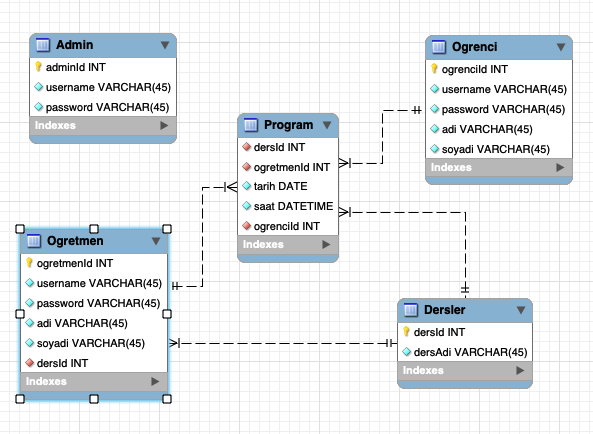 Admin
adminId INT
username VARCHAR(45)
password VARCHAR(45)
Indexes
Ogrenci
ogrenciId INT
username VARCHAR(45)
password VARCHAR(45)
adi VARCHAR(45)
soyadi VARCHAR(45)
Indexes
Program
dersId INT
ogretmenId INT
tarih DATE
saat DATETIME
ogrenciId INT
Indexes
Ogretmen
ogretmenId INT
username VARCHAR(45)
password VARCHAR(45)
adi VARCHAR(45)
soyadi VARCHAR(45)
dersId INT
Indexes
Dersler
dersId INT
dersAdi VARCHAR(45)
Indexes